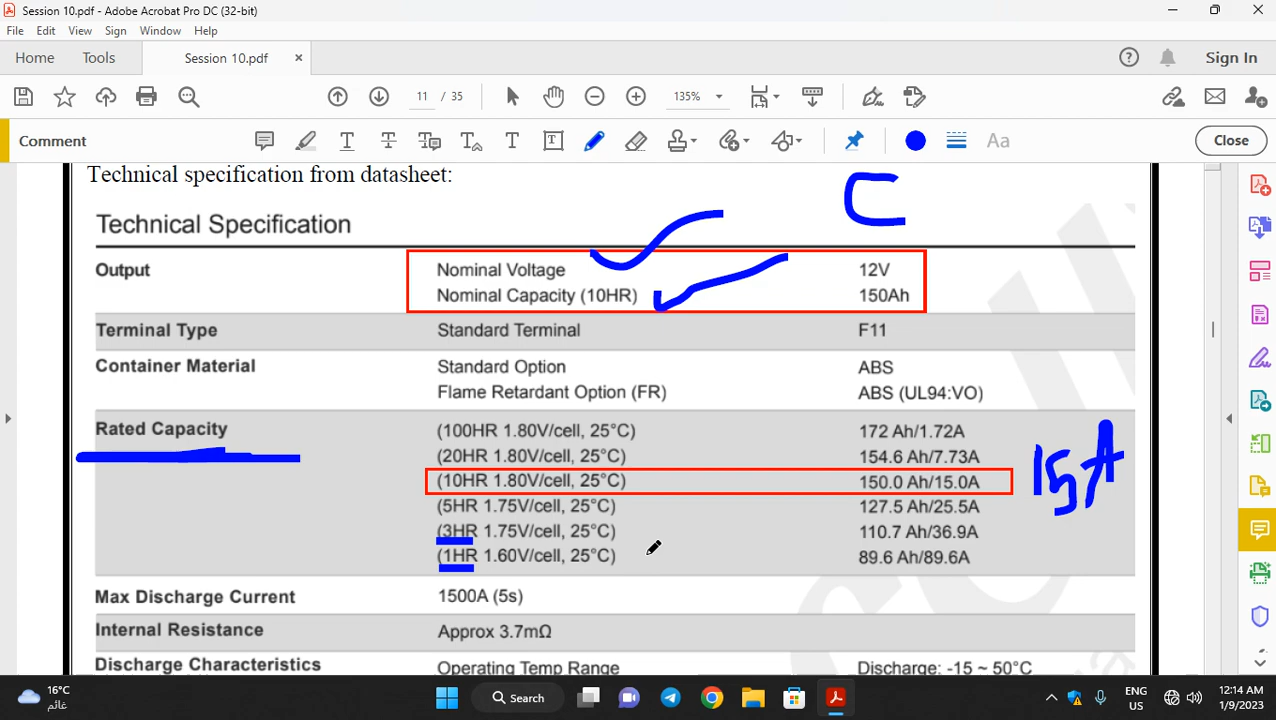 Session 10.pdf - Adobe Acrobat Pro DC (32-bit)
File Edit View Sign Window Help
Home Tools Session 10.pdf × Sign In
11 / 35 135%
Comment Aa Close
Technical specification from datasheet:
C
Technical Specification
Output Nominal Voltage 12V
Nominal Capacity (10HR) 150Ah
Terminal Type Standard Terminal F11
Container Material Standard Option ABS
Flame Retardant Option (FR) ABS (UL94:VO)
Rated Capacity (100HR 1.80V/cell, 25°C) 172 Ah/1.72A
(20HR 1.80V/cell, 25°C) 154.6 Ah/7.73A
(10HR 1.80V/cell, 25°C) 150.0 Ah/15.0A 15A
(5HR 1.75V/cell, 25°C) 127.5 Ah/25.5A
(3HR 1.75V/cell, 25°C) 110.7 Ah/36.9A
(1HR 1.60V/cell, 25°C) 89.6 Ah/89.6A
Max Discharge Current 1500A (5s)
Internal Resistance Approx 3.7mΩ
Discharge Characteristics Operating Temp Range Discharge: -15 ~ 50°C
16°C
غائم
Search
ENG
US
12:14 AM
1/9/2023